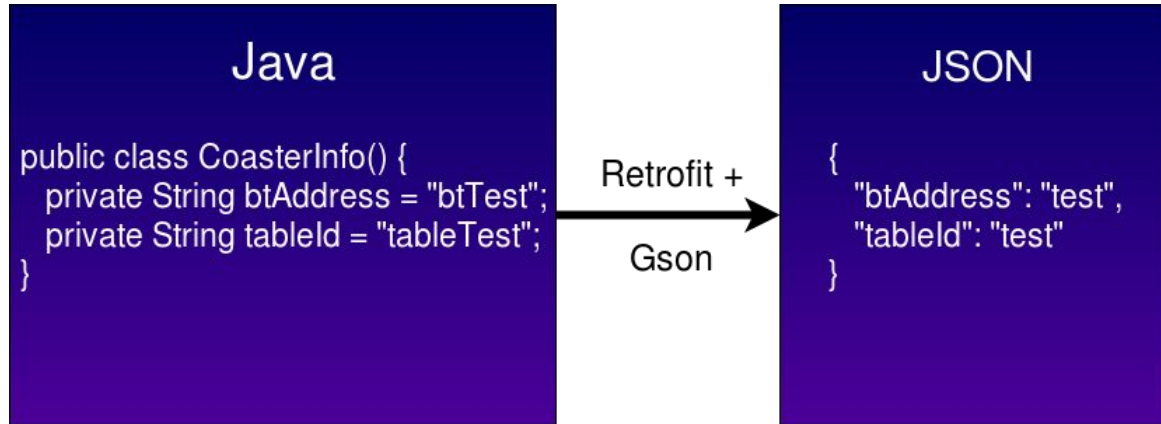 Java
public class CoasterInfo() {
private String btAddress = "btTest";
private String tableId = "tableTest";
}
Retrofit +
Gson
JSON
{
"btAddress": "test",
"tableId": "test"
}